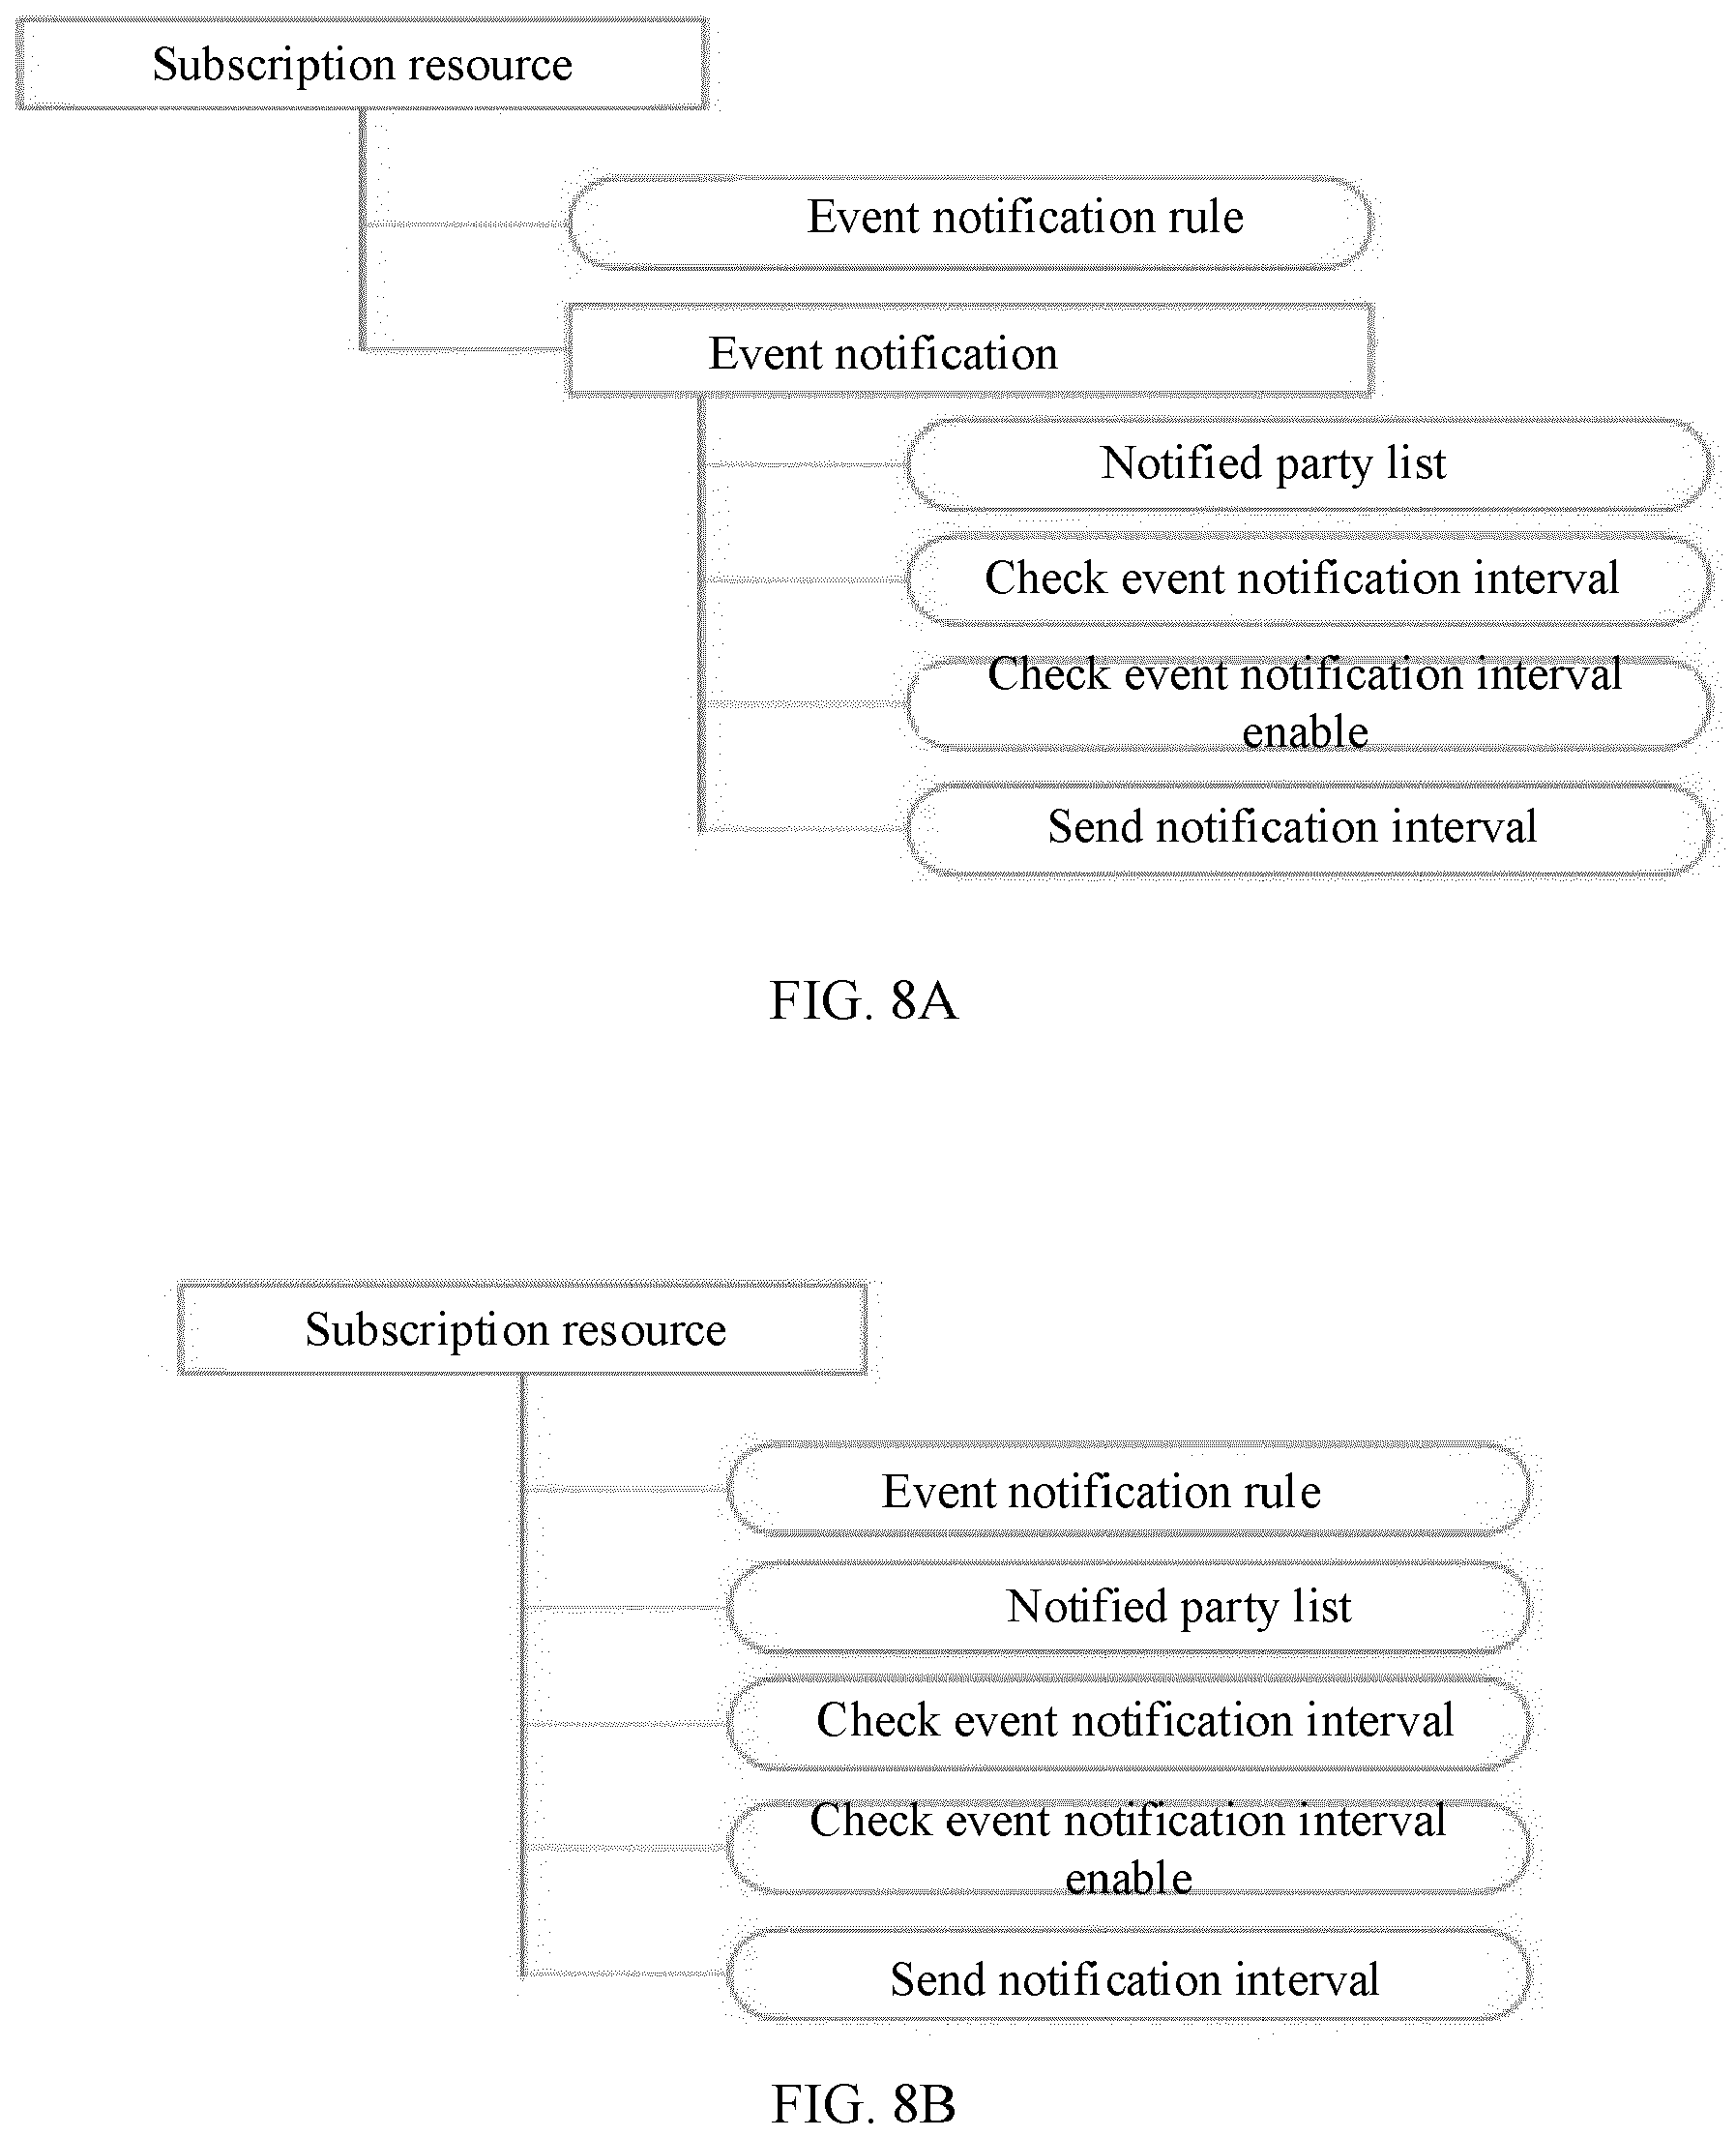 Subscription resource
Event notification rule
Event notification
Notified party list
Check event notification interval
Check event notification interval
enable
Send notification interval
FIG. 8A
Subscription resource
Event notification rule
Notified party list
Check event notification interval
Check event notification interval
enable
Send notification interval
FIG. 8B